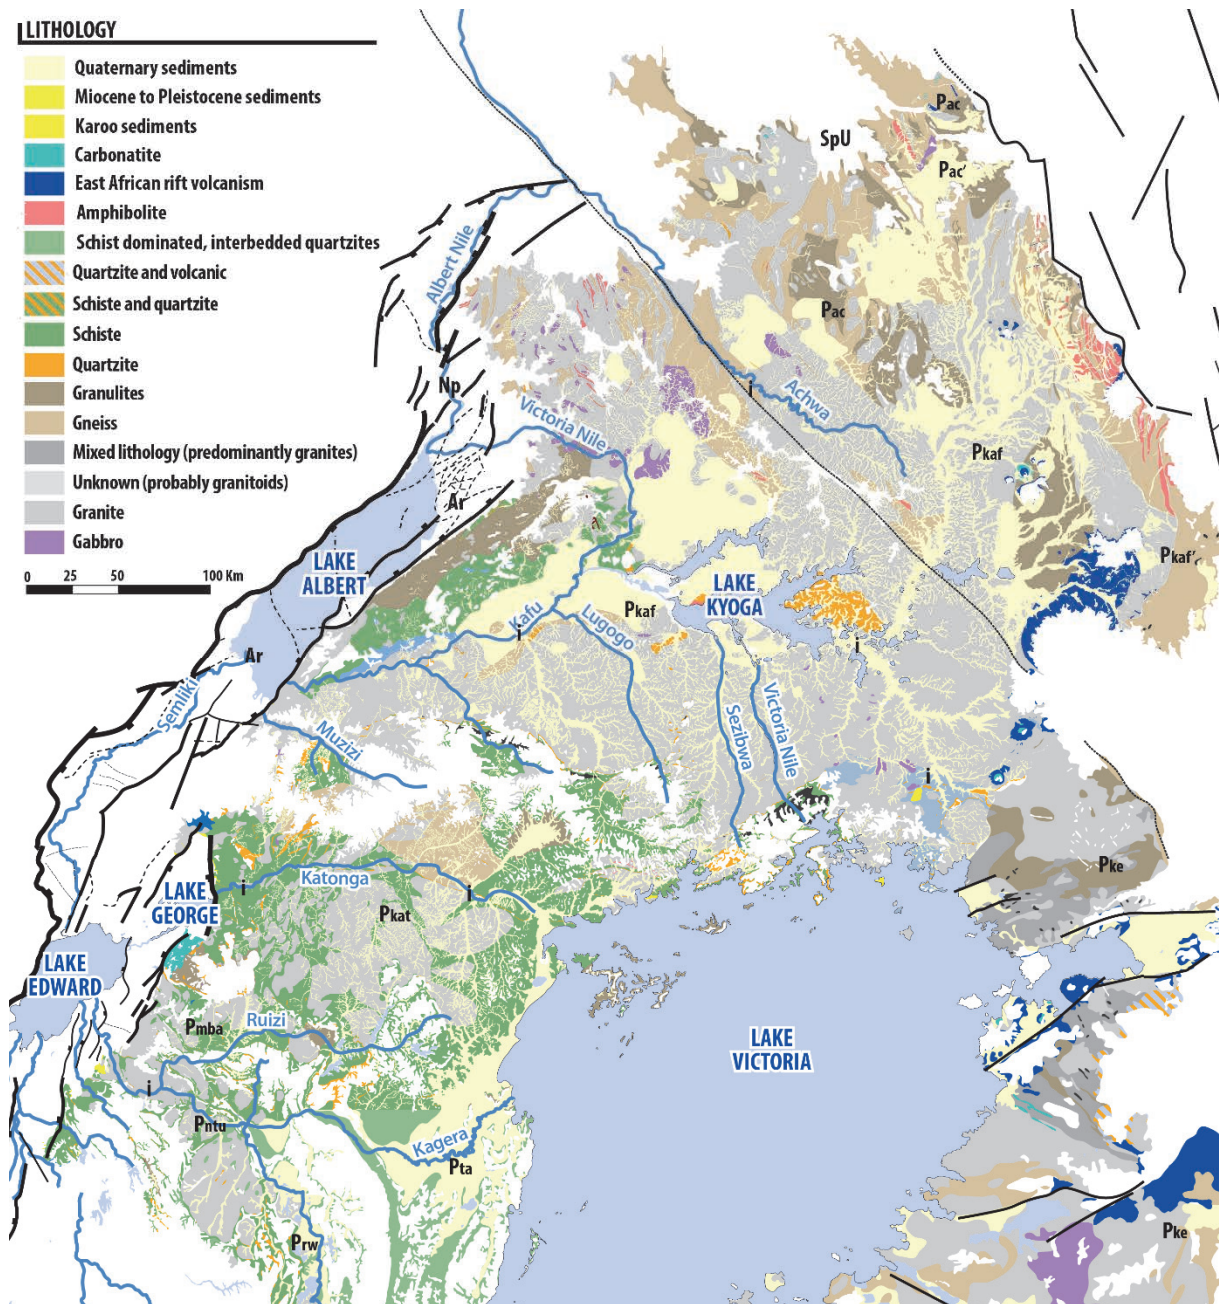 LITHOLOGY
Quaternary sediments
Miocene to Pleistocene sediments
Karoo sediments
Carbonatite
East African rift volcanism
Amphibolite
Schist dominated, interbedded quartzites
Quartzite and volcanic
Schiste and quartzite
Schiste
Quartzite
Granulites
Gneiss
Mixed lithology (predominantly granites)
Unknown (probably granitoids)
Granite
Gabbro
0 25 50 100 Km
Pac
SpU
Pac'
Albert Nile
Pac
Np
i
Achwa
Victoria Nile
Pkaf
Ar
LAKE
ALBERT
Pkaf'
LAKE
KYOGA
Pkaf
Kafu
i
Lugogo
i
Ar
Semliki
Muzizi
Sezibwa
Victoria Nile
i
Pke
LAKE
GEORGE
i
Katonga
i
Pkat
LAKE
EDWARD
Pmba
Ruizi
LAKE
VICTORIA
i
Pntu
Kagera
Pta
Prw
Pke